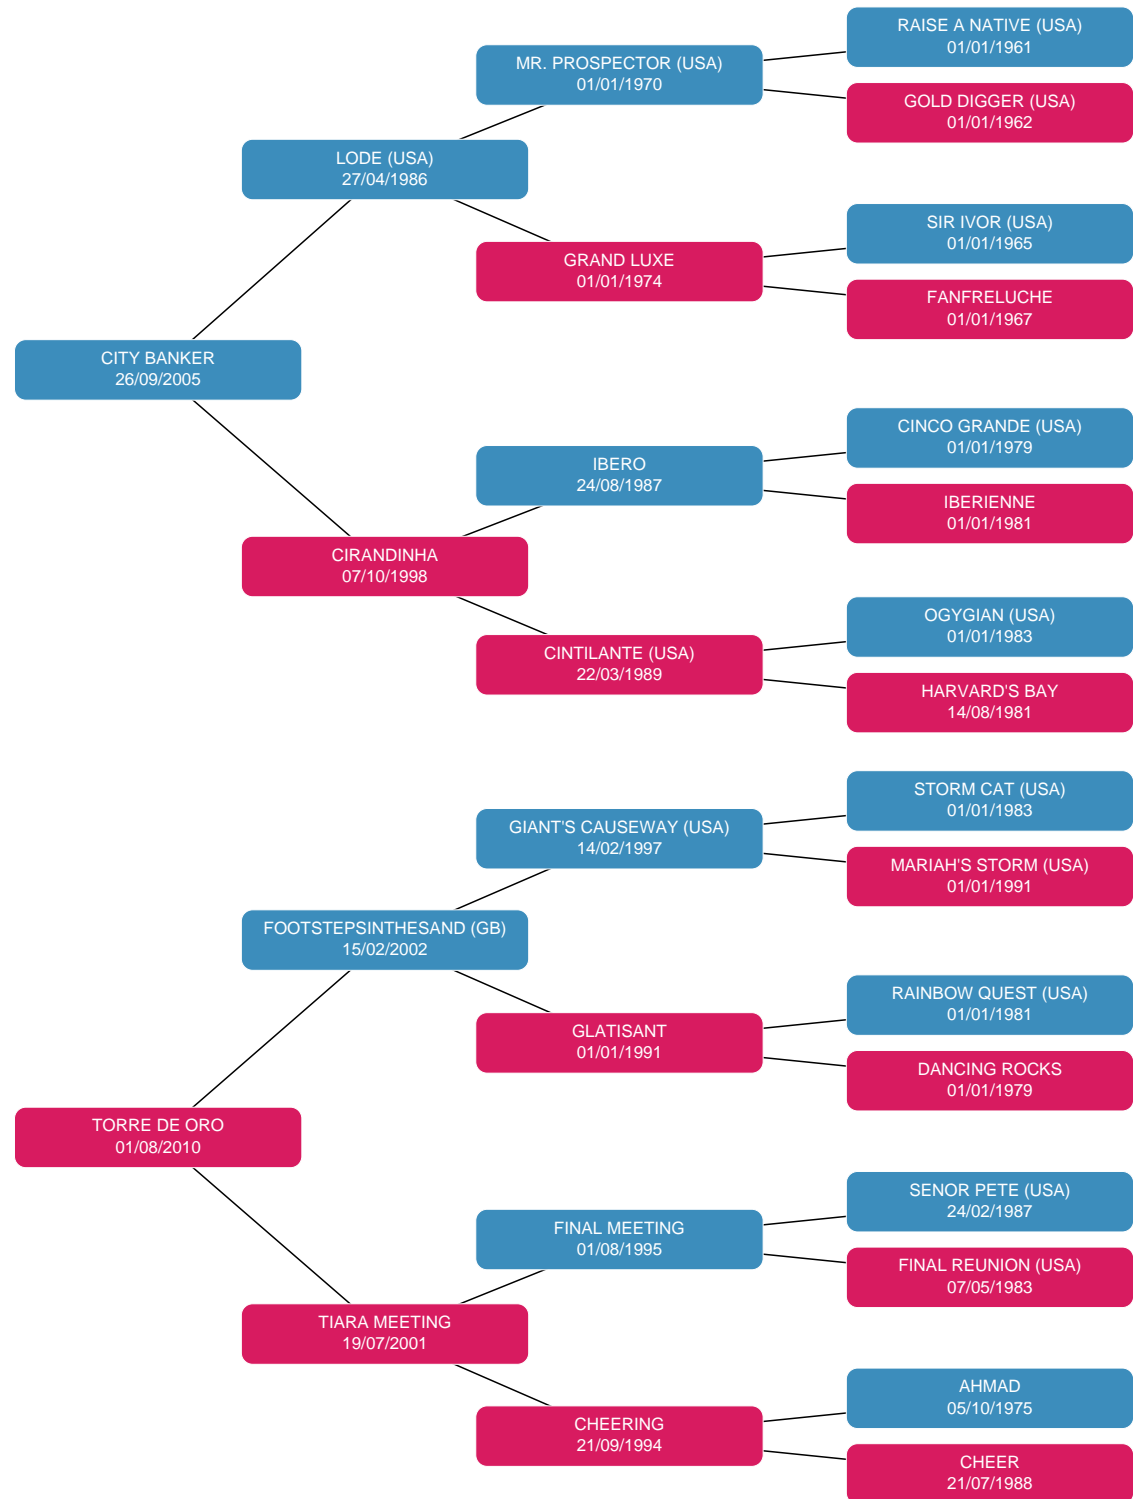 RAISE A NATIVE (USA)
01/01/1961
MR. PROSPECTOR (USA)
01/01/1970
GOLD DIGGER (USA)
01/01/1962
LODE (USA)
27/04/1986
SIR IVOR (USA)
01/01/1965
GRAND LUXE
01/01/1974
FANFRELUCHE
01/01/1967
CITY BANKER
26/09/2005
CINCO GRANDE (USA)
01/01/1979
IBERO
24/08/1987
IBERIENNE
01/01/1981
CIRANDINHA
07/10/1998
OGYGIAN (USA)
01/01/1983
CINTILANTE (USA)
22/03/1989
HARVARD'S BAY
14/08/1981
STORM CAT (USA)
01/01/1983
GIANT'S CAUSEWAY (USA)
14/02/1997
MARIAH'S STORM (USA)
01/01/1991
FOOTSTEPSINTHESAND (GB)
15/02/2002
RAINBOW QUEST (USA)
01/01/1981
GLATISANT
01/01/1991
DANCING ROCKS
01/01/1979
TORRE DE ORO
01/08/2010
SENOR PETE (USA)
24/02/1987
FINAL MEETING
01/08/1995
FINAL REUNION (USA)
07/05/1983
TIARA MEETING
19/07/2001
AHMAD
05/10/1975
CHEERING
21/09/1994
CHEER
21/07/1988